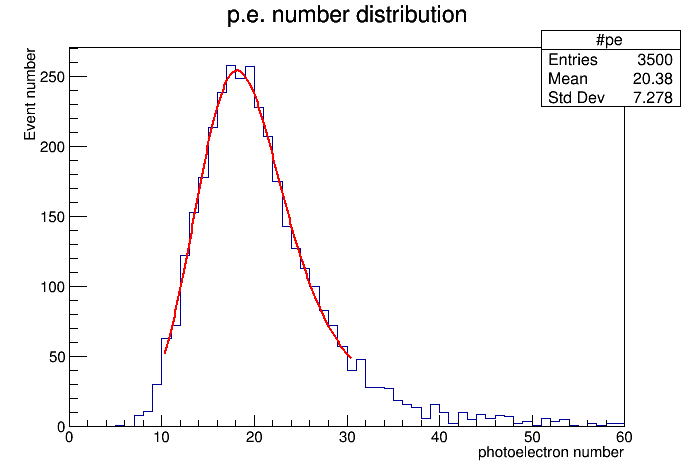 p.e. number distribution
#pe
Entries 3500
Mean 20.38
Std Dev 7.278
Event number
250
200
150
100
50
0
0 10 20 30 40 50 60
photoelectron number